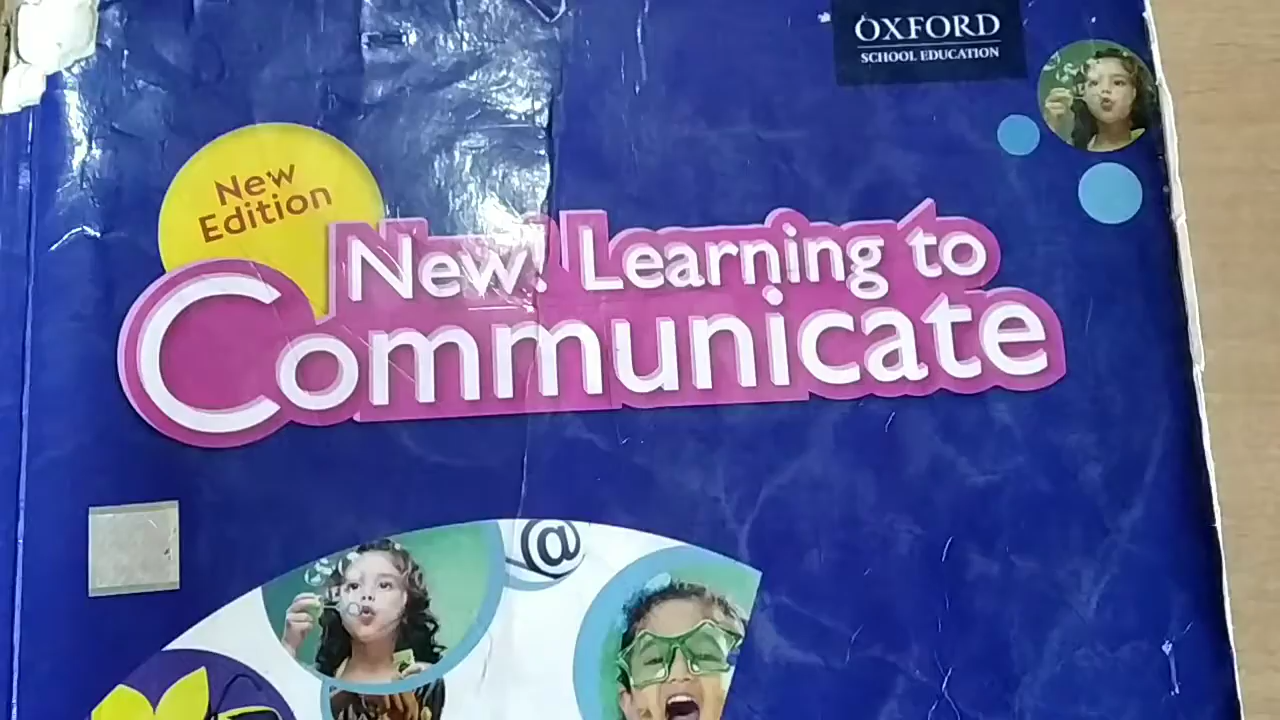 OXFORD
SCHOOL EDUCATION
New
Edition
New! Learning to
Communicate
@